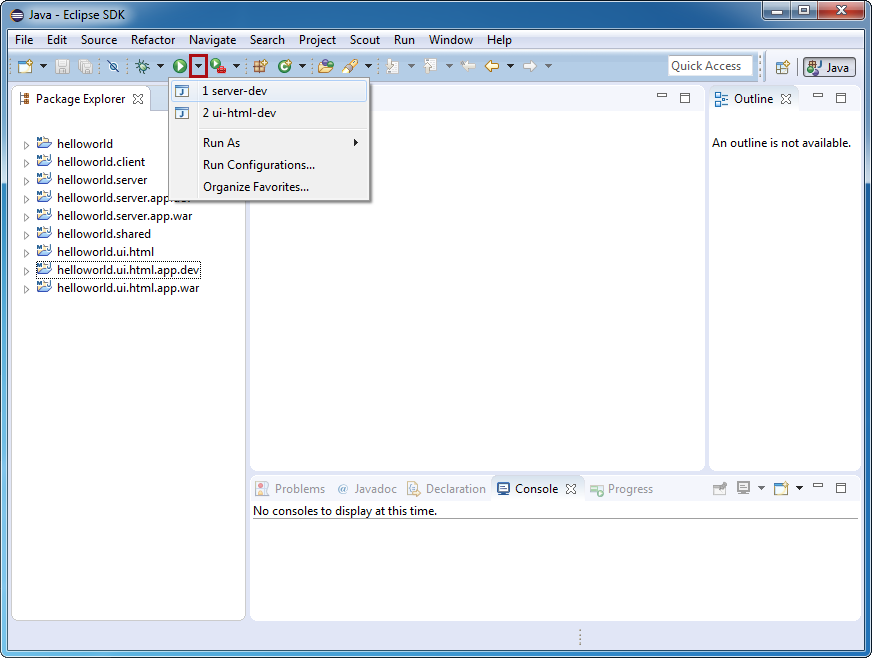 Java - Eclipse SDK
File Edit Source Refactor Navigate Search Project Scout Run Window Help
Quick Access Java
Package Explorer
1 server-dev
2 ui-html-dev
Run As
Run Configurations...
Organize Favorites...
helloworld
helloworld.client
helloworld.server
helloworld.server.app.dev
helloworld.server.app.war
helloworld.shared
helloworld.ui.html
helloworld.ui.html.app.dev
helloworld.ui.html.app.war
Outline
An outline is not available.
Problems @ Javadoc Declaration Console Progress
No consoles to display at this time.